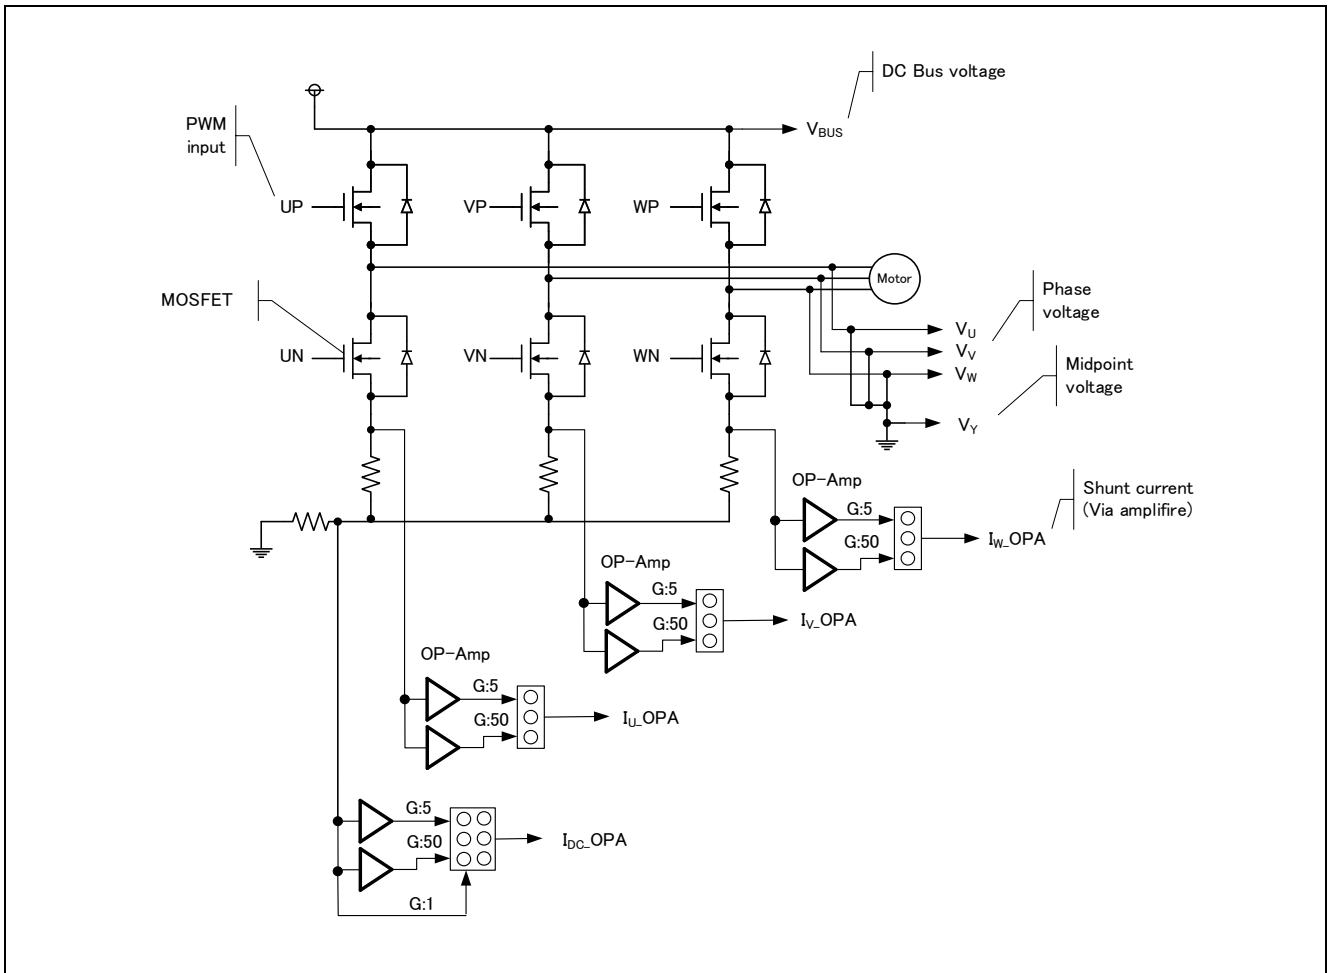 DC Bus voltage
PWM
input
VBUS
UP
VP
WP
Motor
MOSFET
Phase
voltage
VU
UN
VN
WN
VV
VW
Midpoint
voltage
VY
OP-Amp
Shunt current
(Via amplifire)
G:5
IW_OPA
G:50
OP-Amp
G:5
IV_OPA
G:50
OP-Amp
G:5
IU_OPA
G:50
G:5
IDC_OPA
G:50
G:1